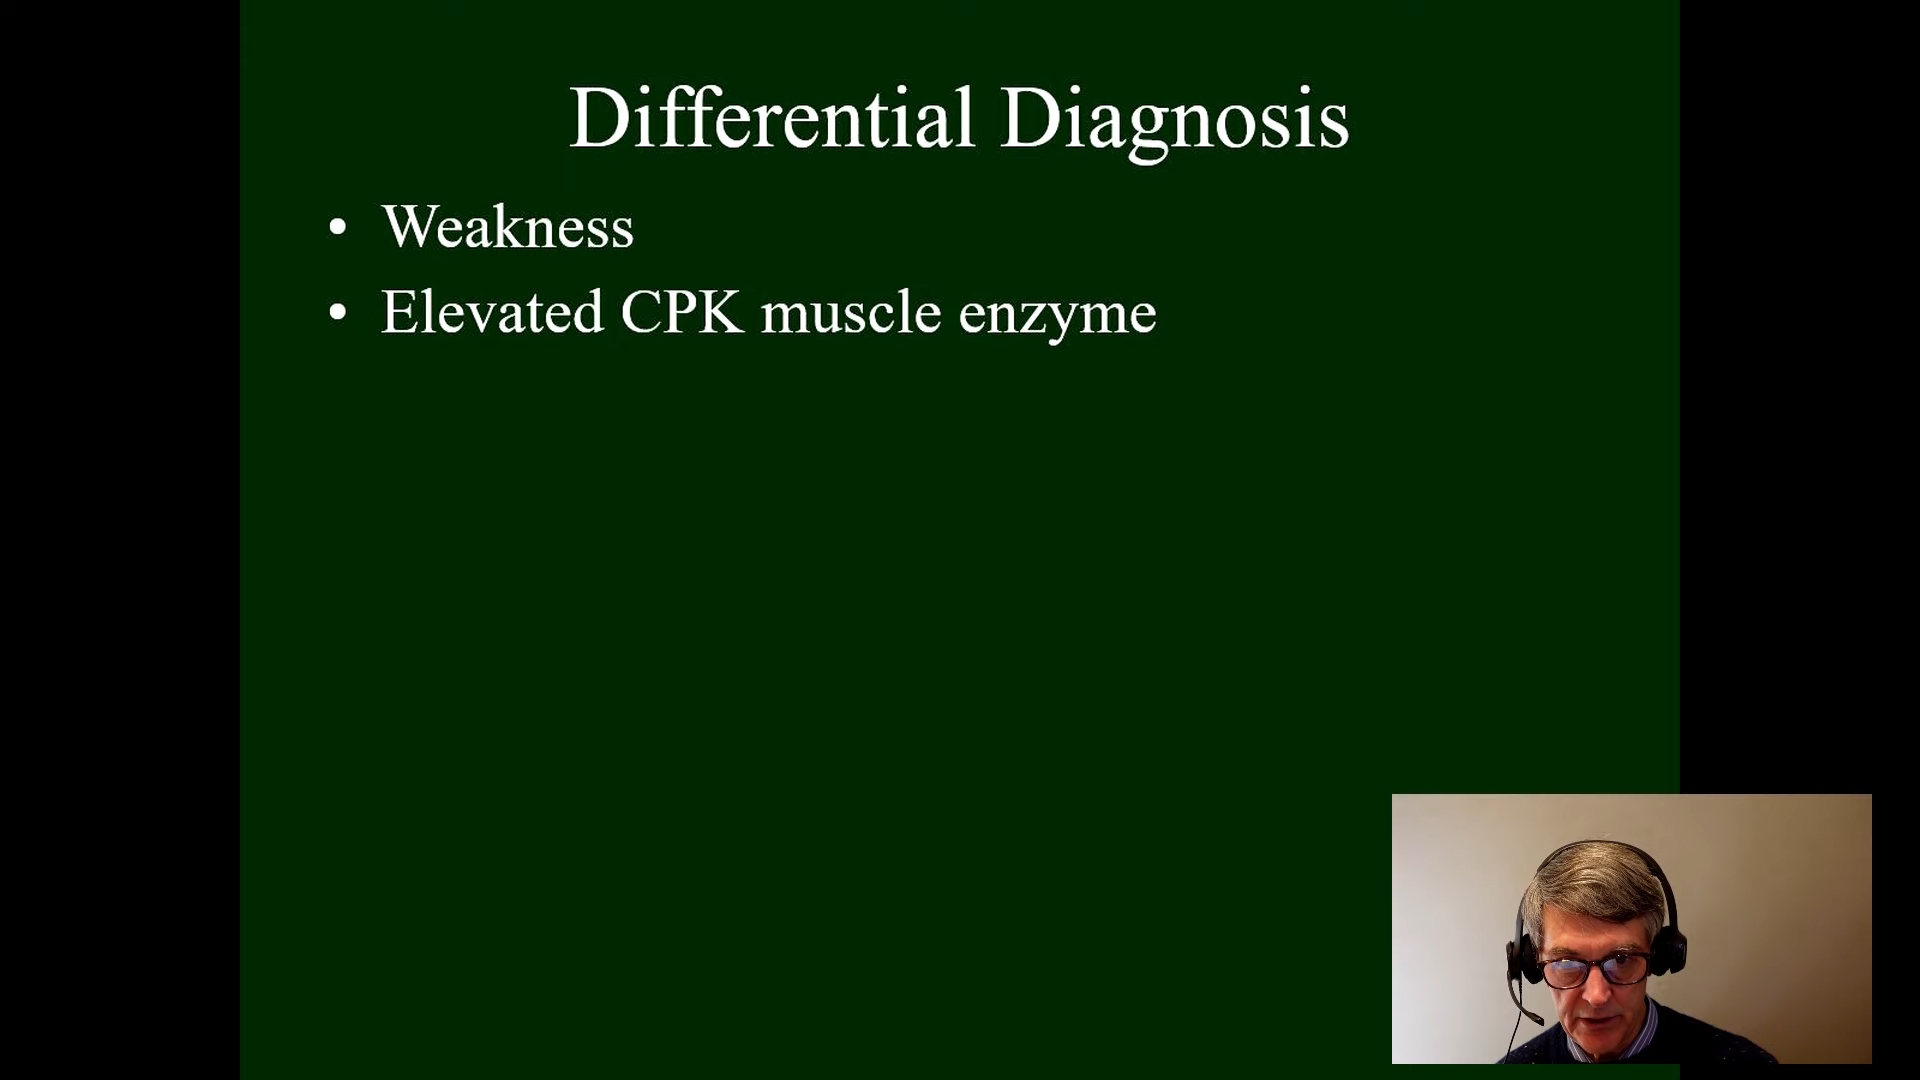 Differential Diagnosis
• Weakness
• Elevated CPK muscle enzyme